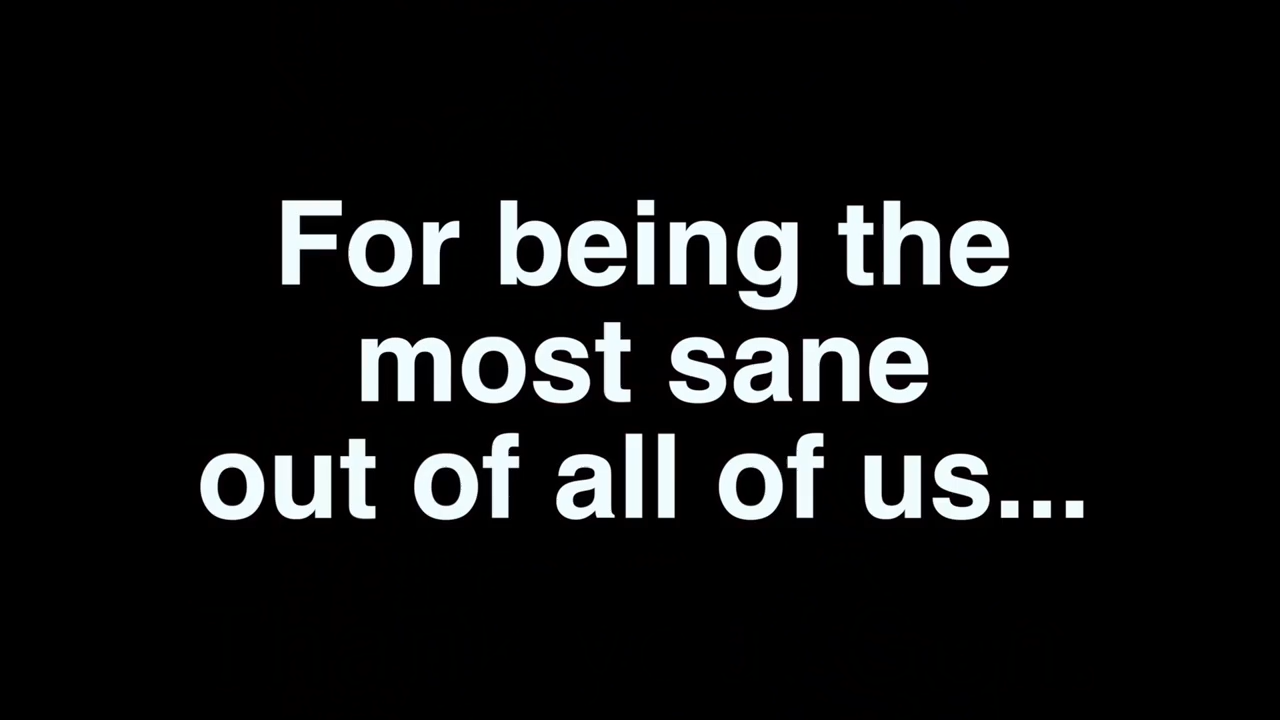 For being the
most sane
out of all of us...